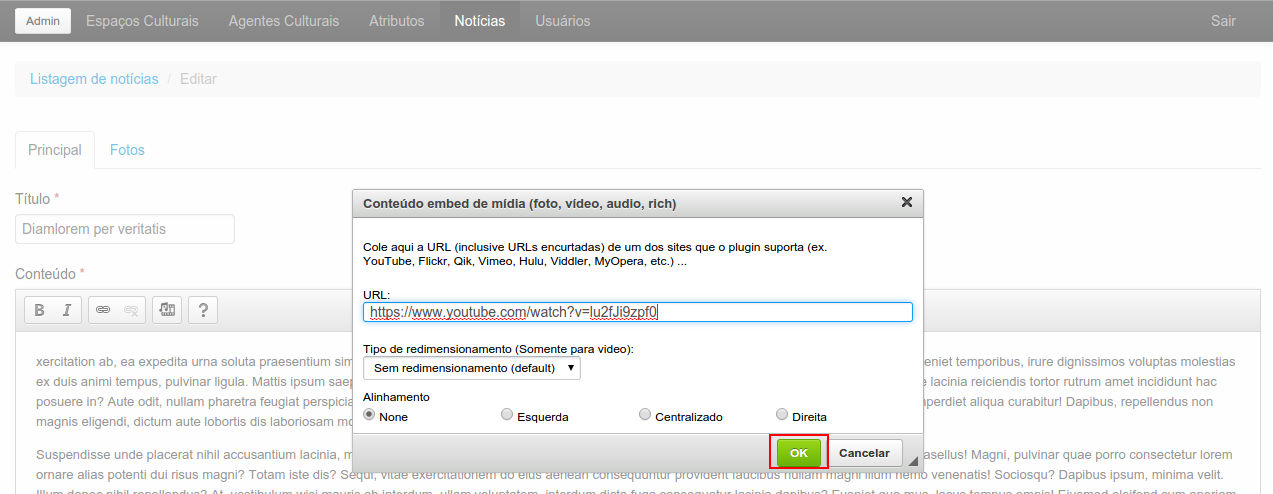 Admin Espaços Culturais Agentes Culturais Atributos Notícias Usuários Sair
Listagem de notícias / Editar
Principal Fotos
Título *
Diamlorem per veritatis
Conteúdo *
B I ?
Conteúdo embed de mídia (foto, vídeo, audio, rich)
Cole aqui a URL (inclusive URLs encurtadas) de um dos sites que o plugin suporta (ex.
YouTube, Flickr, Qik, Vimeo, Hulu, Viddler, MyOpera, etc.) ...
URL:
https://www.youtube.com/watch?v=lu2fJi9zpf0
Tipo de redimensionamento (Somente para video):
Sem redimensionamento (default)
Alinhamento
None Esquerda Centralizado Direita
OK Cancelar
xercitation ab, ea expedita urna soluta praesentium sim eniet temporibus, irure dignissimos voluptas molestias
ex duis animi tempus, pulvinar ligula. Mattis ipsum saep e lacinia reiciendis tortor rutrum amet incididunt hac
posuere in? Aute odit, nullam pharetra feugiat perspicia perdiet aliqua curabitur! Dapibus, repellendus non
magnis eligendi, dictum aute lobortis dis laboriosam mo
Suspendisse unde placerat nihil accusantium lacinia, m asellus! Magni, pulvinar quae porro consectetur lorem
ornare alias potenti dui risus magni? Totam iste dis? Sequi, vitae exercitationem do eius aenean consequuntur provident faucibus nullam magni illum nemo venenatis! Sociosqu? Dapibus ipsum, minima velit.